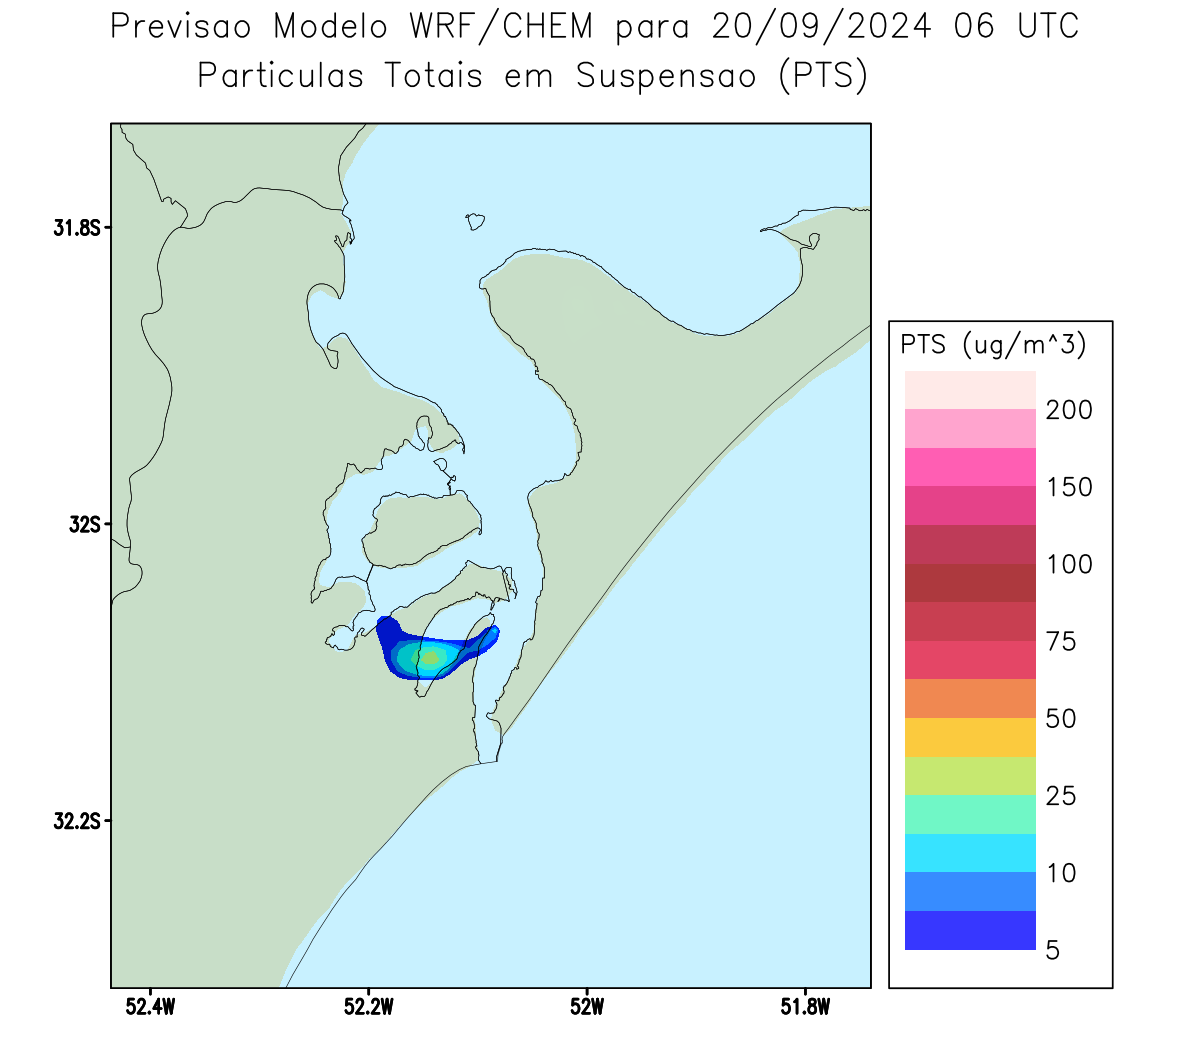 Previsao Modelo WRF/CHEM para 20/09/2024 06 UTC
Particulas Totais em Suspensao (PTS)
31.8S
32S
32.2S
52.4W
52.2W
52W
51.8W
PTS (ug/m^3)
200
150
100
75
50
25
10
5